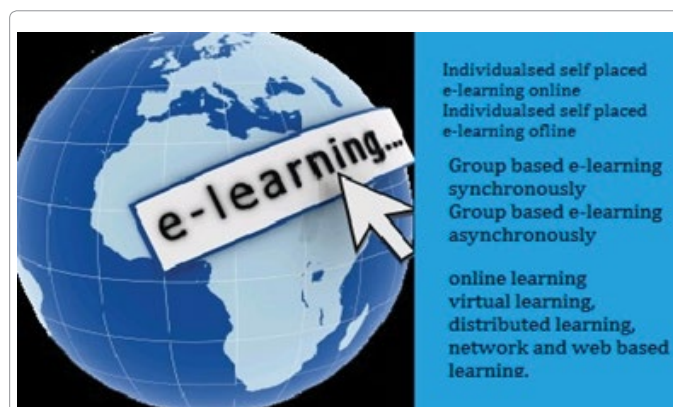 e-learning...
Individualsed self placed
e-learning online
Individualsed self placed
e-learning ofline
Group based e-learning
synchronously
Group based e-learning
asynchronously
online learning
virtual learning,
distributed learning,
network and web based
learning.